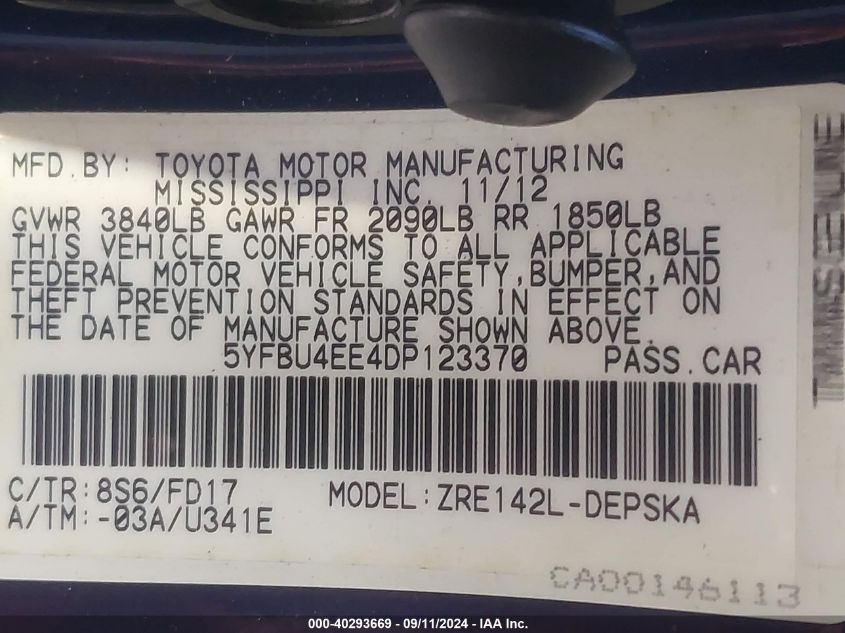 MFD.BY: TOYOTA MOTOR MANUFACTURING
MISSISSIPPI INC. 11/12
GVWR 3840LB GAWR FR 2090LB RR 1850LB
THIS VEHICLE CONFORMS TO ALL APPLICABLE
FEDERAL MOTOR VEHICLE SAFETY,BUMPER,AND
THEFT PREVENTION STANDARDS IN EFFECT ON
THE DATE OF MANUFACTURE SHOWN ABOVE.
5YFBU4EE4DP123370 PASS.CAR
C/TR:8S6/FD17 MODEL:ZRE142L-DEPSKA
A/TM:-03A/U341E
CA00146113
000-40293669 - 09/11/2024 - IAA Inc.